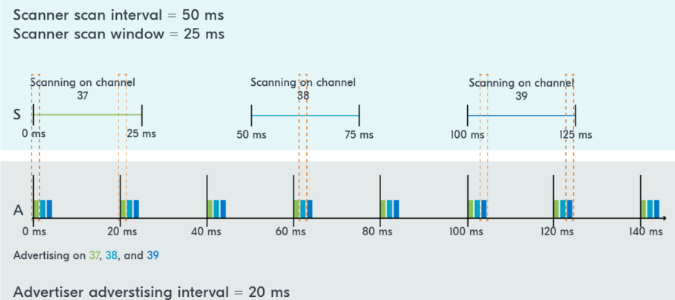 Scanner scan interval = 50 ms
Scanner scan window = 25 ms
Scanning on channel
37
Scanning on channel
38
Scanning on channel
39
S
0 ms
25 ms
50 ms
75 ms
100 ms
125 ms
A
0 ms
20 ms
40 ms
60 ms
80 ms
100 ms
120 ms
140 ms
Advertising on 37, 38, and 39
Advertiser adverstising interval = 20 ms